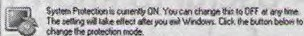 System Protection is currently ON. You can change this to OFF at any time.
The setting will take effect after you exit Windows. Click the button below to
change the protection mode.